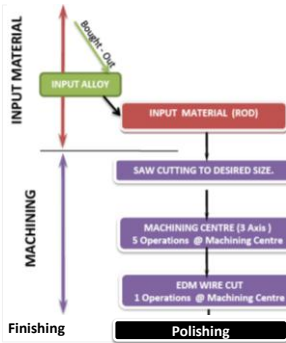 INPUT MATERIAL
Bought - Out
INPUT ALLOY
INPUT MATERIAL (ROD)
MACHINING
SAW CUTTING TO DESIRED SIZE.
MACHINING CENTRE (3 Axis )
5 Operations @ Machining Centre
EDM WIRE CUT
1 Operations @ Machining Centre
Finishing
Polishing